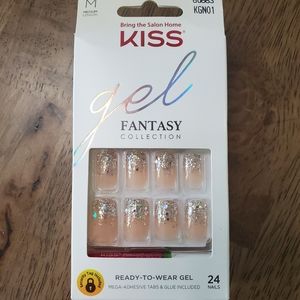 M
MEDIUM
Bring the Salon Home
KGN01
KISS
gel
FANTASY
COLLECTION
READY-TO-WEAR GEL
MEGA-ADHESIVE TABS & GLUE INCLUDED
24
NAILS